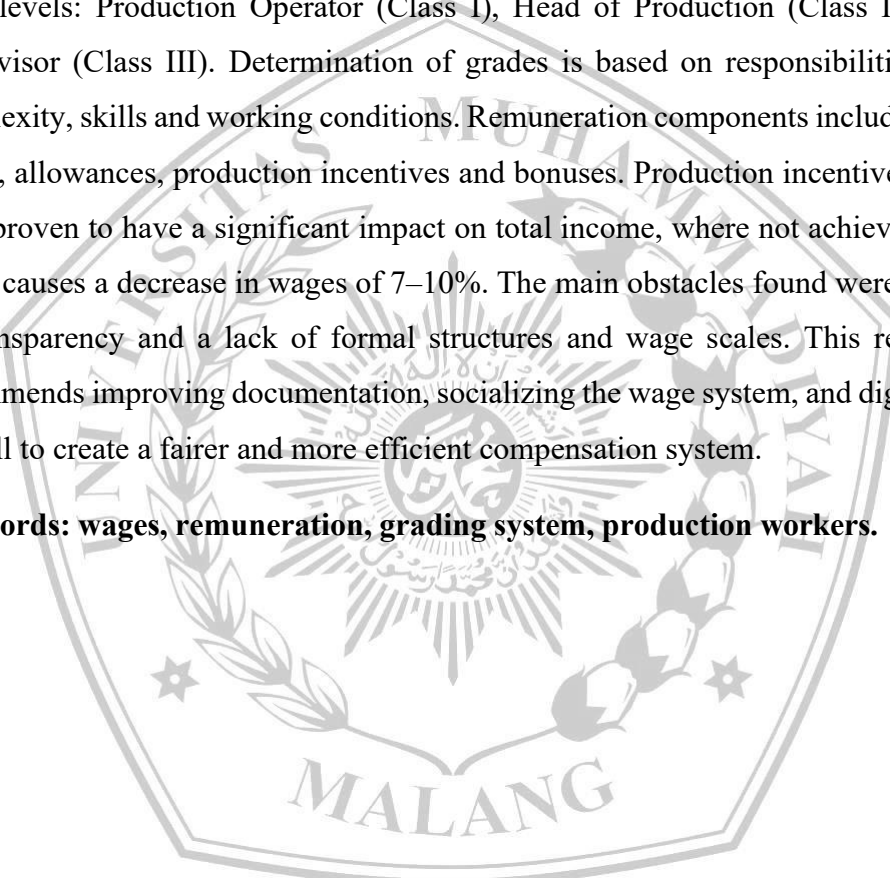 levels: Production Operator (Class I), Head of Production (Class I
visor (Class III). Determination of grades is based on responsibiliti
lexity, skills and working conditions. Remuneration components includ
, allowances, production incentives and bonuses. Production incentive
proven to have a significant impact on total income, where not achiev
causes a decrease in wages of 7–10%. The main obstacles found were
nsparency and a lack of formal structures and wage scales. This re
mends improving documentation, socializing the wage system, and dig
ll to create a fairer and more efficient compensation system.
ords: wages, remuneration, grading system, production workers.
UNIVERSITAS MUHAMMADIYAH
MALANG